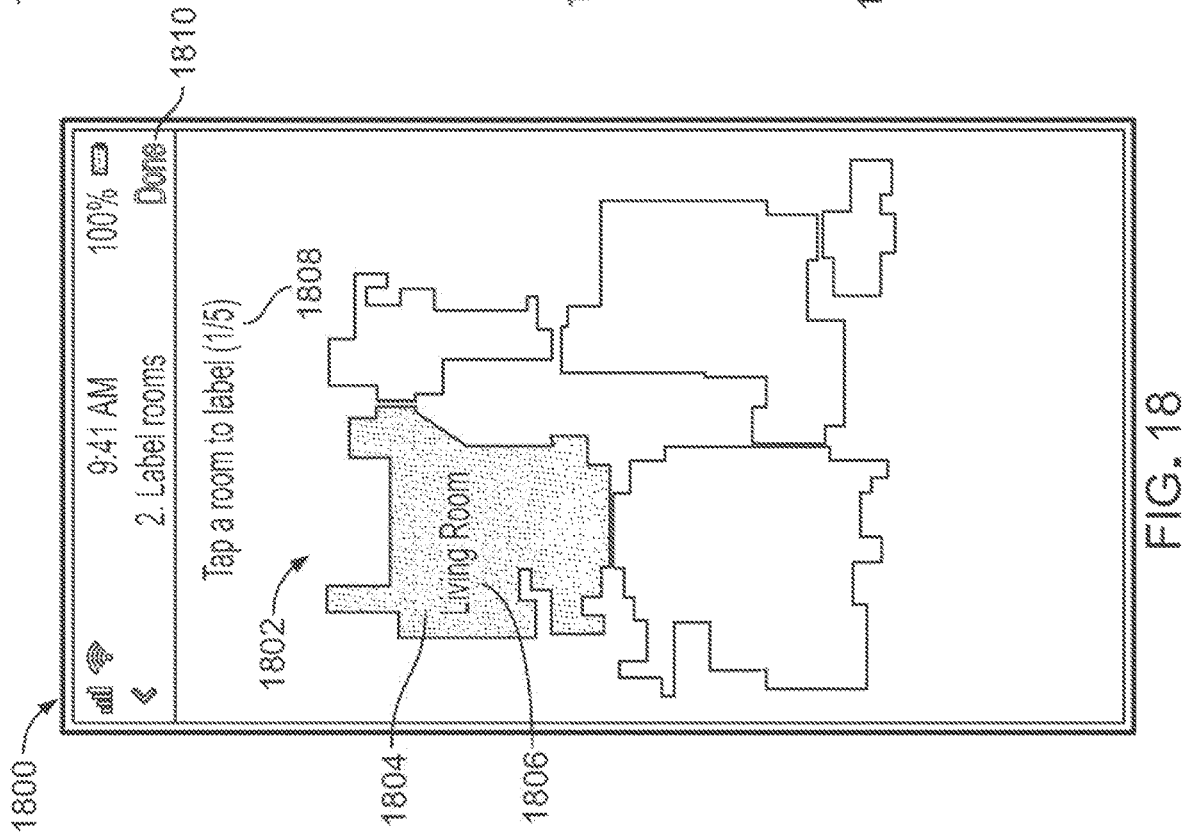 1800
9:41 AM
100%
2. Label rooms
Done
1810
Tap a room to label (1/5)
1808
1802
Living Room
1804
1806
FIG. 18